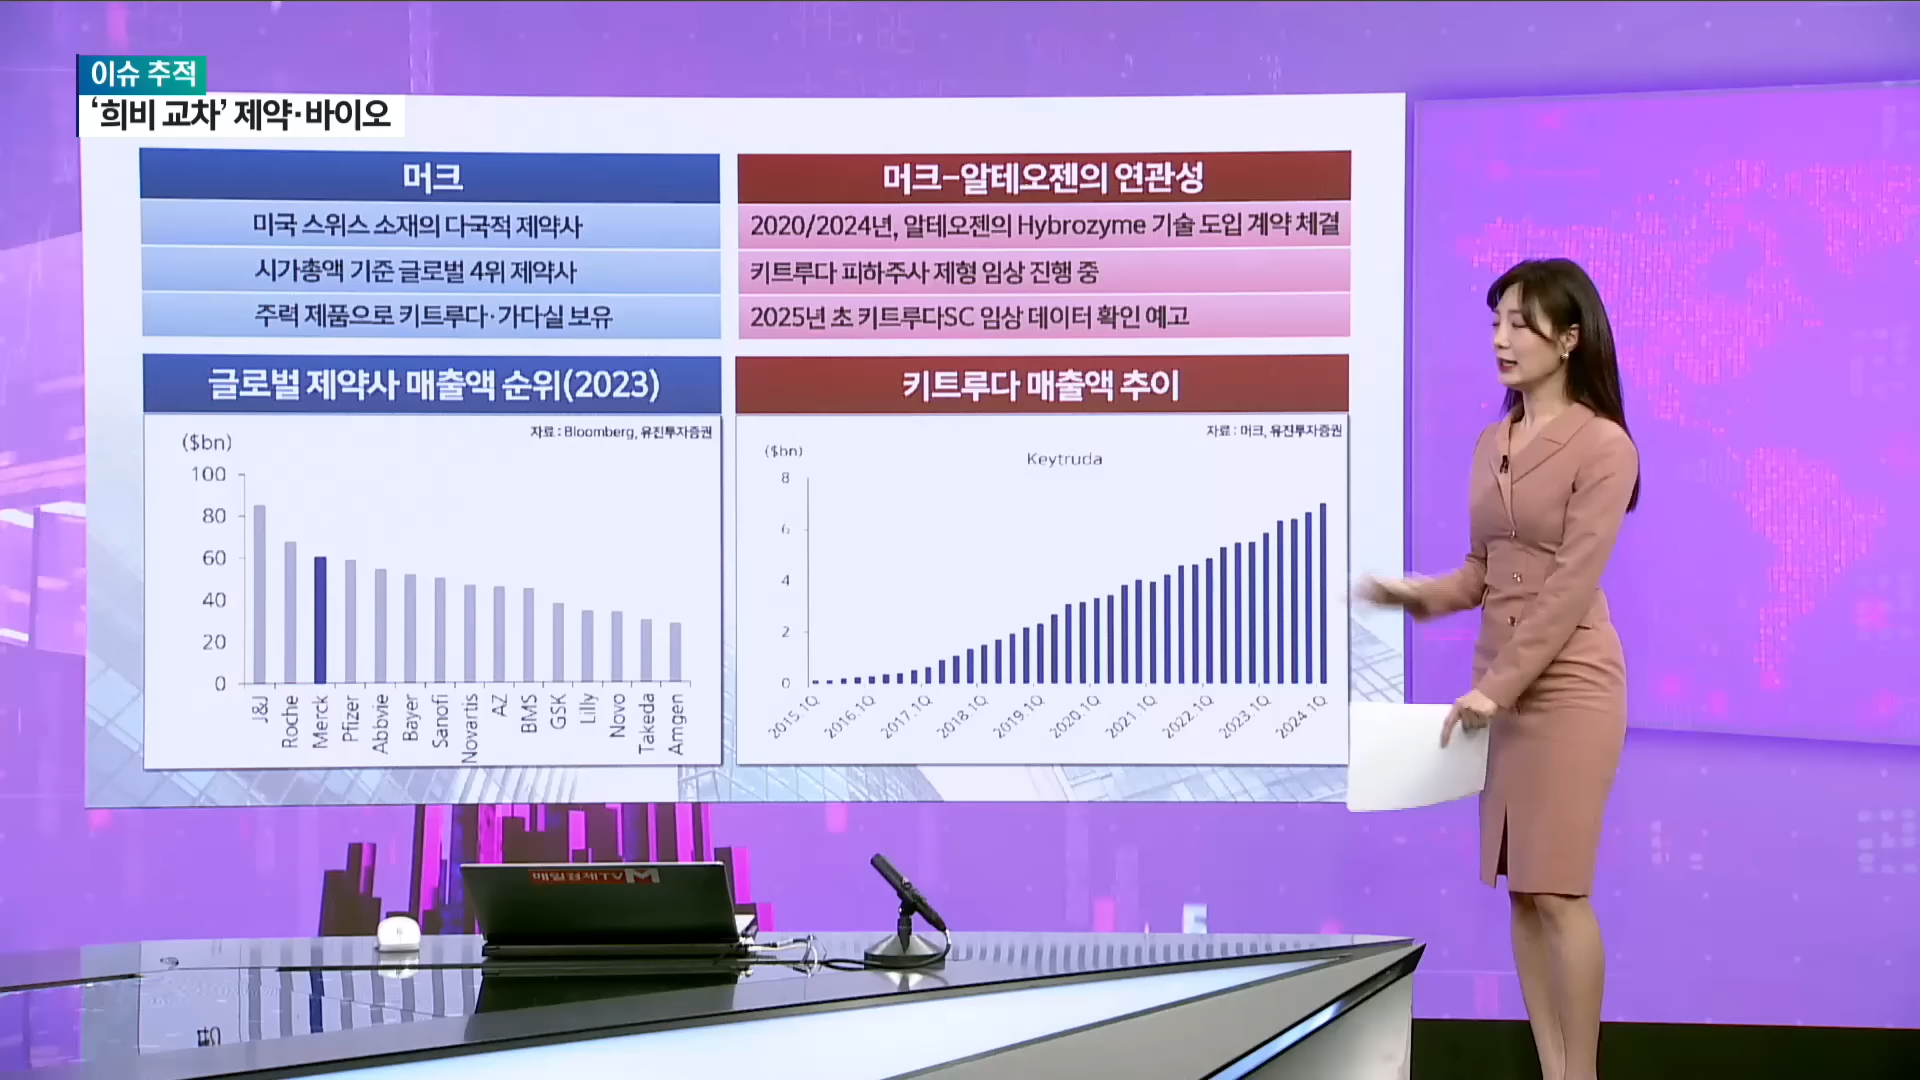 이슈 추적
‘희비 교차’ 제약·바이오
머크
미국 스위스 소재의 다국적 제약사
시가총액 기준 글로벌 4위 제약사
주력 제품으로 키트루다·가다실 보유
머크-알테오젠의 연관성
2020/2024년, 알테오젠의 Hybrozyme 기술 도입 계약 체결
키트루다 피하주사 제형 임상 진행 중
2025년 초 키트루다SC 임상 데이터 확인 예고
글로벌 제약사 매출액 순위(2023)
자료 : Bloomberg, 유진투자증권
($bn)
100
80
60
40
20
0
J&J
Roche
Merck
Pfizer
Abbvie
Bayer
Sanofi
Novartis
AZ
BMS
GSK
Lilly
Novo
Takeda
Amgen
키트루다 매출액 추이
자료 : 머크, 유진투자증권
($bn)
Keytruda
8
6
4
2
0
2015.1Q
2016.1Q
2017.1Q
2018.1Q
2019.1Q
2020.1Q
2021.1Q
2022.1Q
2023.1Q
2024.1Q
매일경제TV M